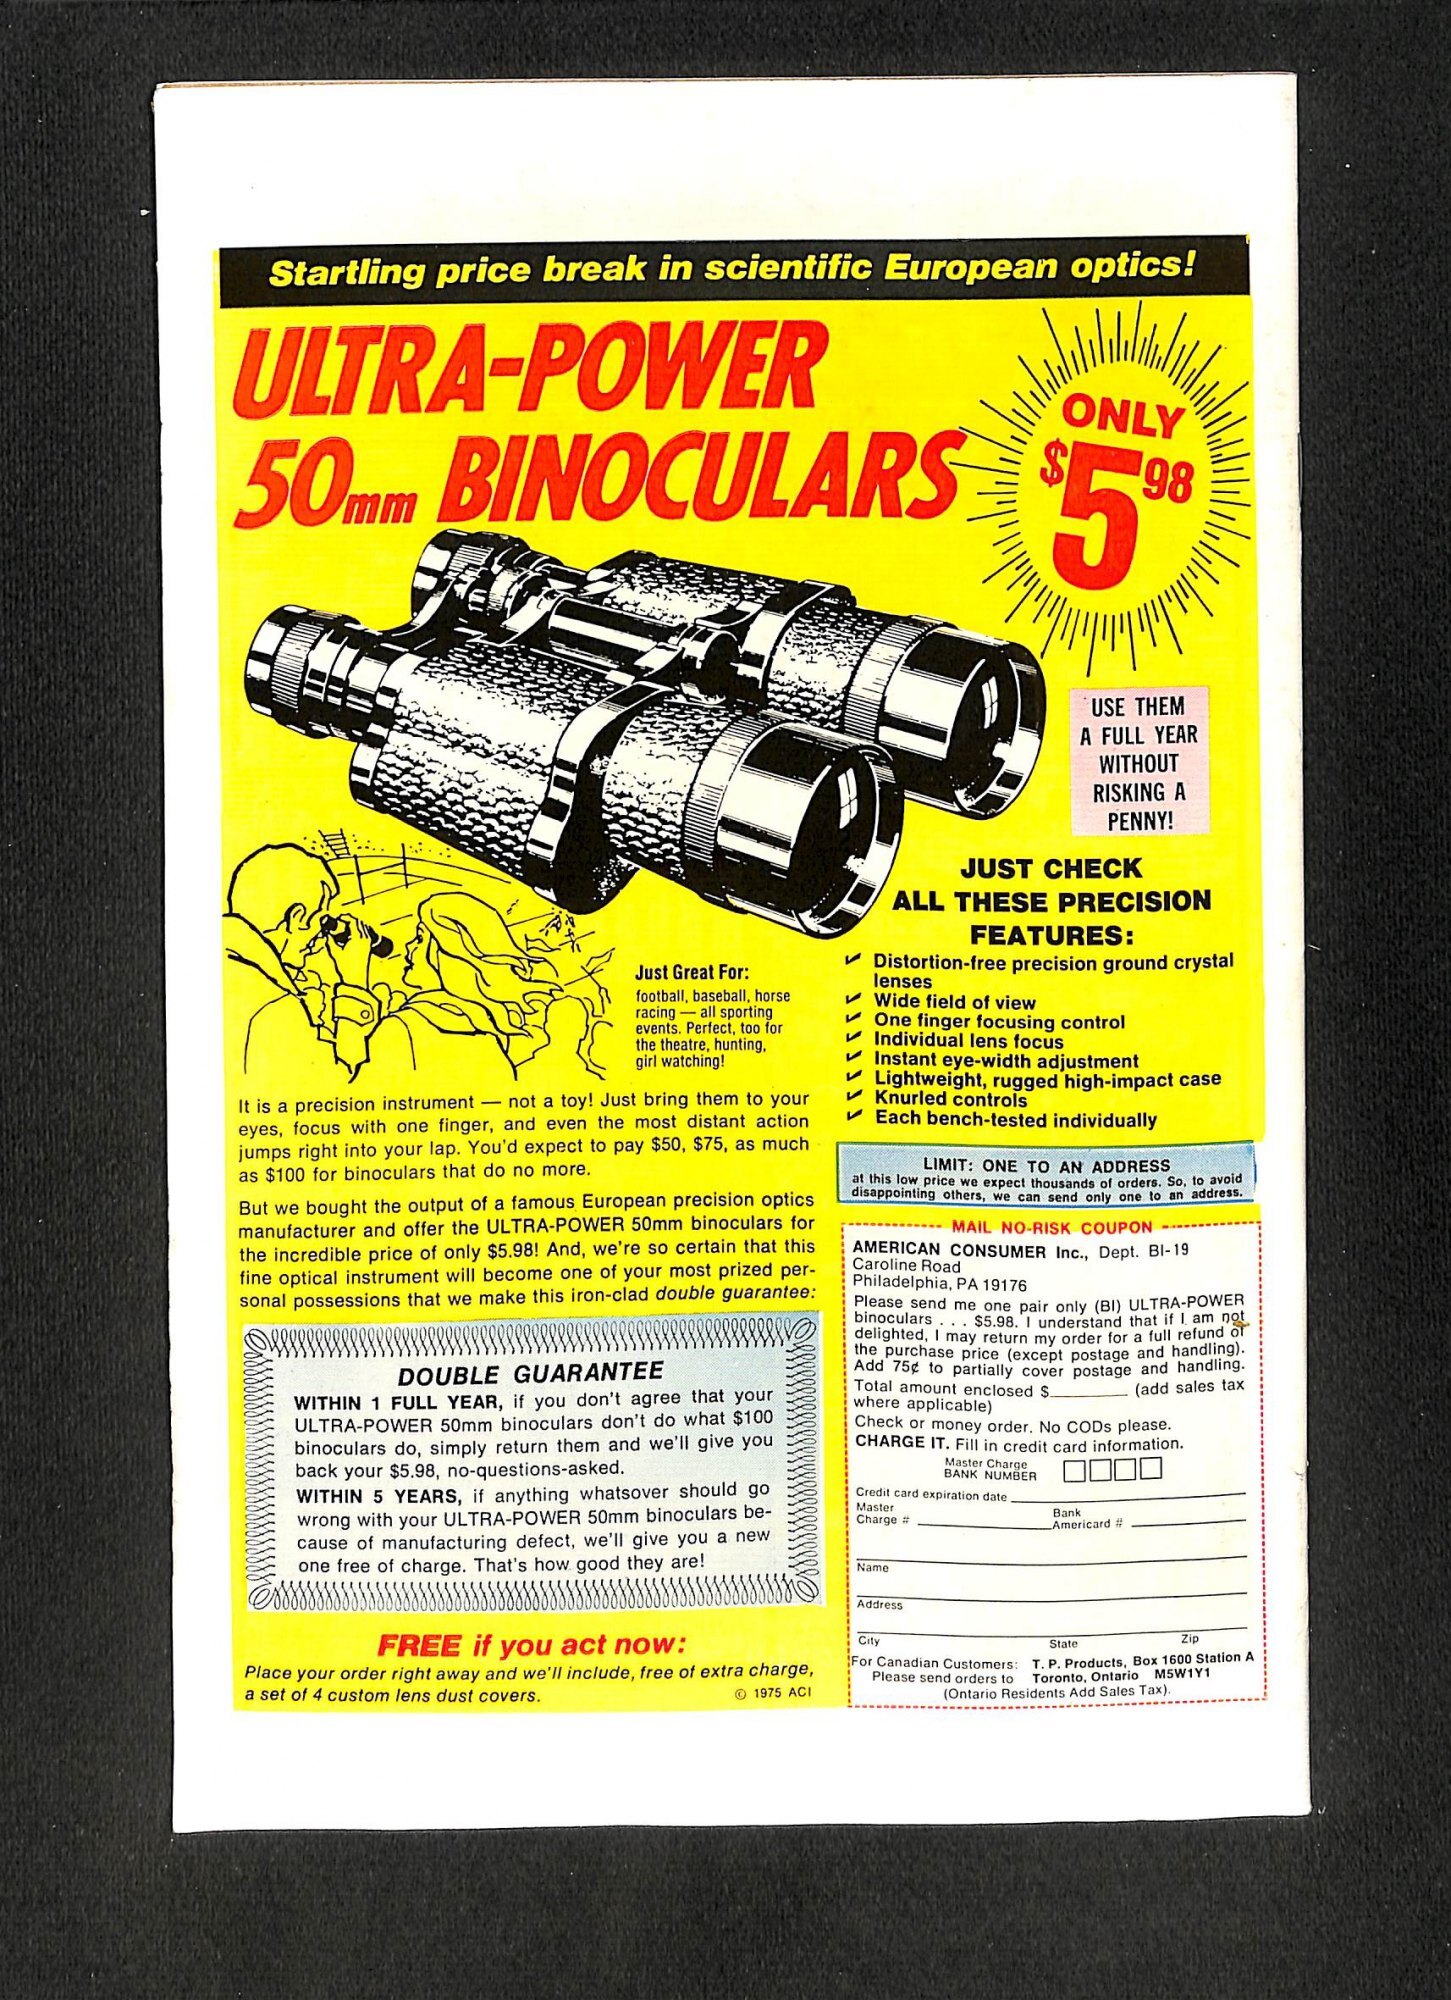 Startling price break in scientific European optics!
ULTRA-POWER
50mm BINOCULARS
ONLY
$5 98
USE THEM
A FULL YEAR
WITHOUT
RISKING A
PENNY!
JUST CHECK
ALL THESE PRECISION
FEATURES:
Distortion-free precision ground crystal
lenses
Wide field of view
One finger focusing control
Individual lens focus
Instant eye-width adjustment
Lightweight, rugged high-impact case
Knurled controls
Each bench-tested individually
Just Great For:
football, baseball, horse
racing — all sporting
events. Perfect, too for
the theatre, hunting,
girl watching!
It is a precision instrument — not a toy! Just bring them to your
eyes, focus with one finger, and even the most distant action
jumps right into your lap. You'd expect to pay $50, $75, as much
as $100 for binoculars that do no more.
But we bought the output of a famous European precision optics
manufacturer and offer the ULTRA-POWER 50mm binoculars for
the incredible price of only $5.98! And, we're so certain that this
fine optical instrument will become one of your most prized per-
sonal possessions that we make this iron-clad double guarantee:
DOUBLE GUARANTEE
WITHIN 1 FULL YEAR, if you don't agree that your
ULTRA-POWER 50mm binoculars don't do what $100
binoculars do, simply return them and we'll give you
back your $5.98, no-questions-asked.
WITHIN 5 YEARS, if anything whatsover should go
wrong with your ULTRA-POWER 50mm binoculars be-
cause of manufacturing defect, we'll give you a new
one free of charge. That's how good they are!
FREE if you act now:
Place your order right away and we'll include, free of extra charge,
a set of 4 custom lens dust covers.
© 1975 ACI
LIMIT: ONE TO AN ADDRESS
at this low price we expect thousands of orders. So, to avoid
disappointing others, we can send only one to an address.
MAIL NO-RISK COUPON
AMERICAN CONSUMER Inc., Dept. BI-19
Caroline Road
Philadelphia, PA 19176
Please send me one pair only (BI) ULTRA-POWER
binoculars . . . $5.98. I understand that if I am not
delighted, I may return my order for a full refund of
the purchase price (except postage and handling).
Add 75¢ to partially cover postage and handling.
Total amount enclosed $________ (add sales tax
where applicable)
Check or money order. No CODs please.
CHARGE IT. Fill in credit card information.
Master Charge
BANK NUMBER
Credit card expiration date
Master
Charge #
Bank
Americard #
Name
Address
City State Zip
For Canadian Customers: T. P. Products, Box 1600 Station A
Please send orders to Toronto, Ontario M5W1Y1
(Ontario Residents Add Sales Tax).